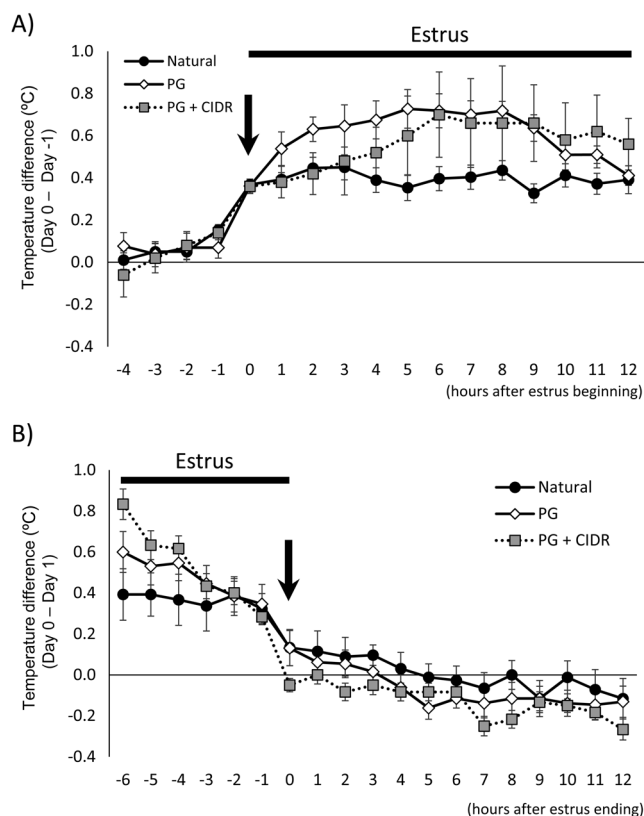 A)
Estrus
Natural
PG
PG + CIDR
Temperature difference (ºC)
(Day 0 – Day -1)
1.0
0.8
0.6
0.4
0.2
0.0
-0.2
-0.4
-4 -3 -2 -1 0 1 2 3 4 5 6 7 8 9 10 11 12
(hours after estrus beginning)
B)
Estrus
Natural
PG
PG + CIDR
Temperature difference (ºC)
(Day 0 – Day 1)
1.0
0.8
0.6
0.4
0.2
0.0
-0.2
-0.4
-6 -5 -4 -3 -2 -1 0 1 2 3 4 5 6 7 8 9 10 11 12
(hours after estrus ending)